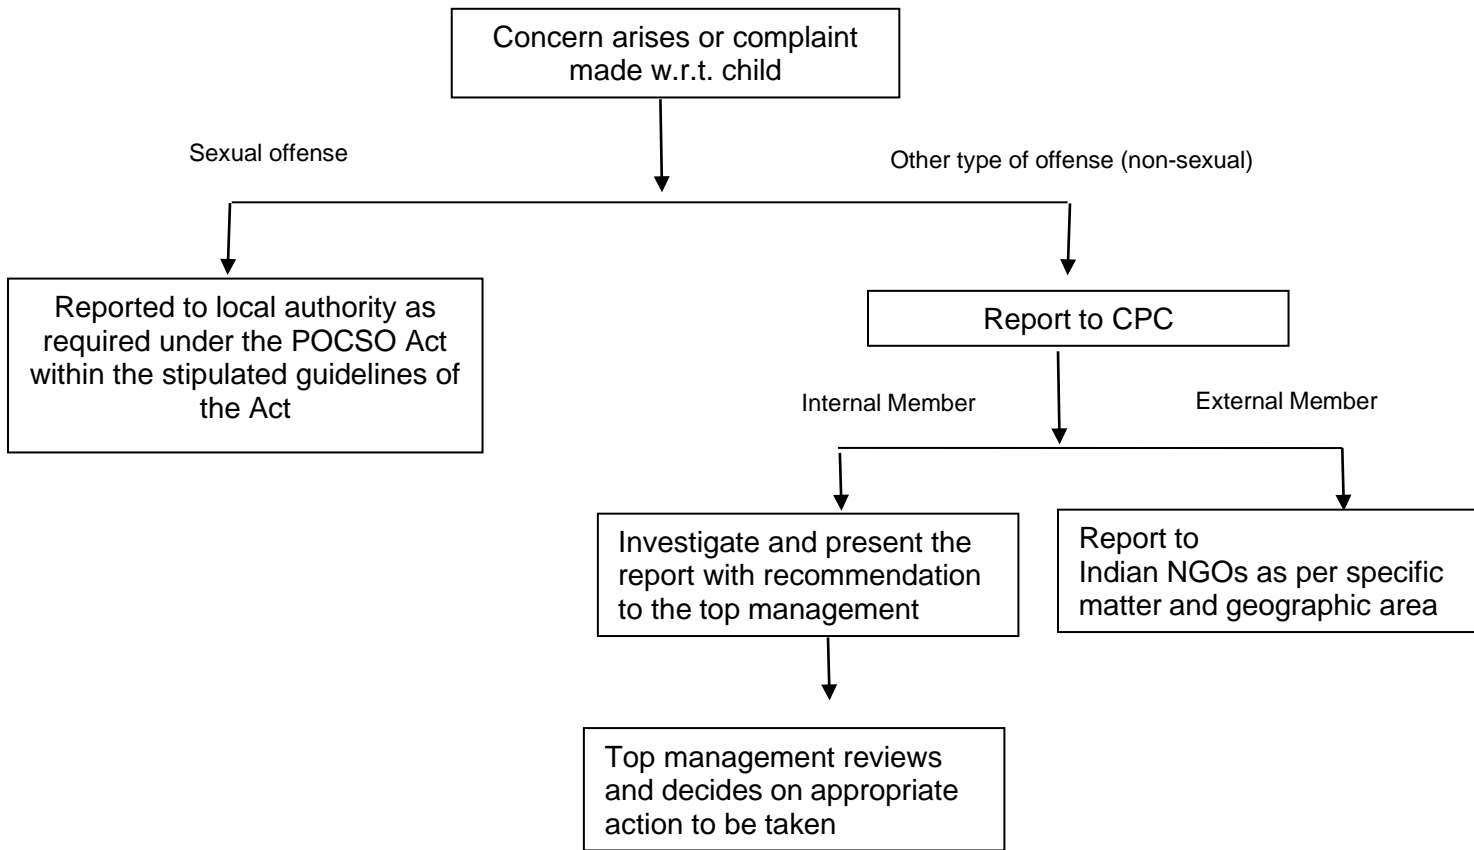 Concern arises or complaint
made w.r.t. child
Sexual offense
Other type of offense (non-sexual)
Reported to local authority as
required under the POCSO Act
within the stipulated guidelines of
the Act
Report to CPC
Internal Member
External Member
Investigate and present the
report with recommendation
to the top management
Report to
Indian NGOs as per specific
matter and geographic area
Top management reviews
and decides on appropriate
action to be taken